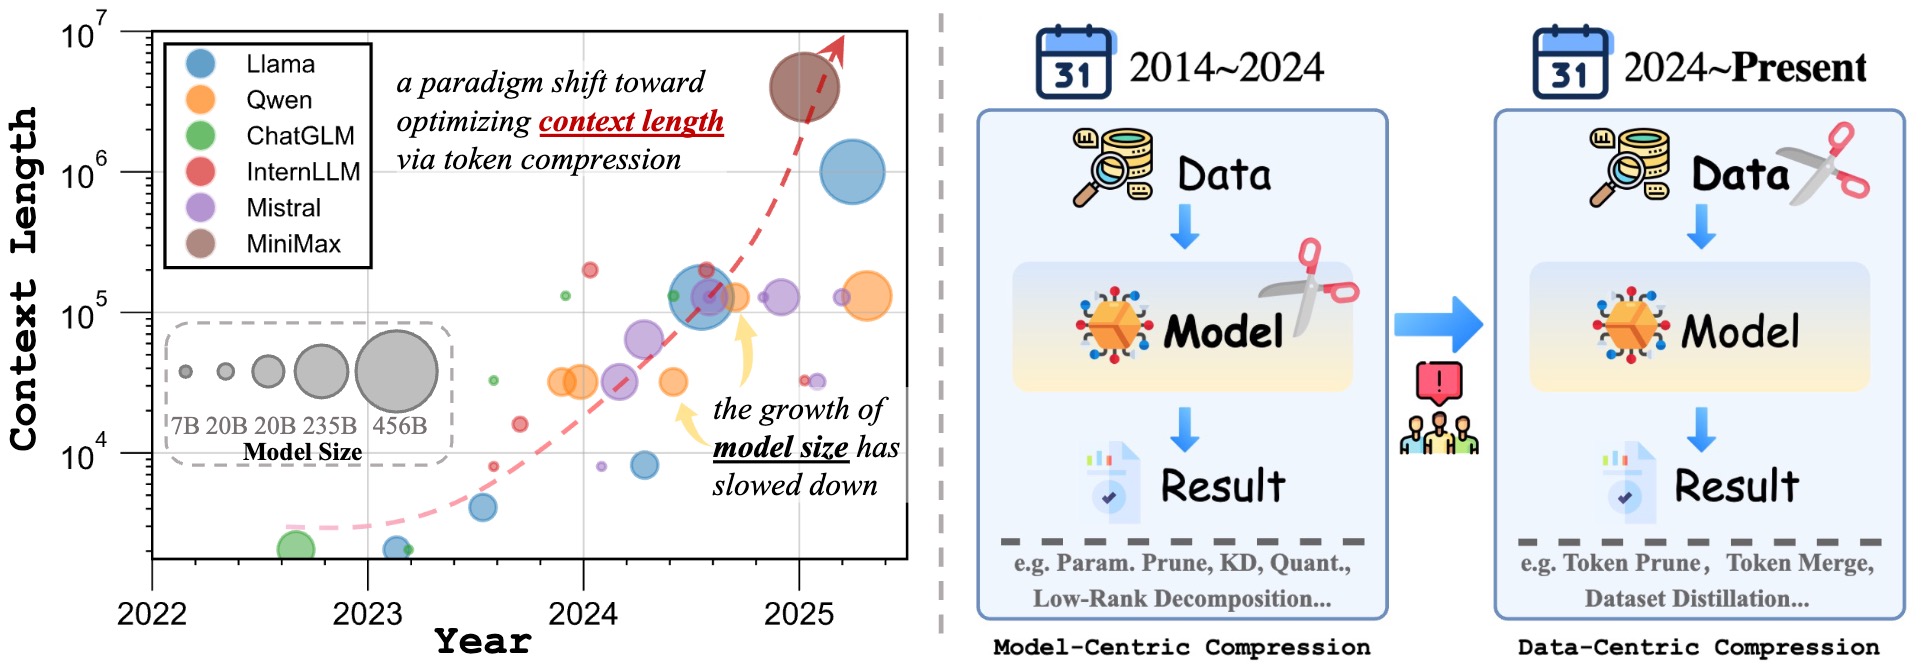 10^7
10^6
10^5
10^4
Context Length
Llama
Qwen
ChatGLM
InternLLM
Mistral
MiniMax
a paradigm shift toward
optimizing context length
via token compression
7B 20B 20B 235B 456B
Model Size
the growth of
model size has
slowed down
2022 2023 2024 2025
Year
31
2014~2024
Data
Model
Result
e.g. Param. Prune, KD, Quant.,
Low-Rank Decomposition...
Model-Centric Compression
!
31
2024~Present
Data
Model
Result
e.g. Token Prune, Token Merge,
Dataset Distillation...
Data-Centric Compression